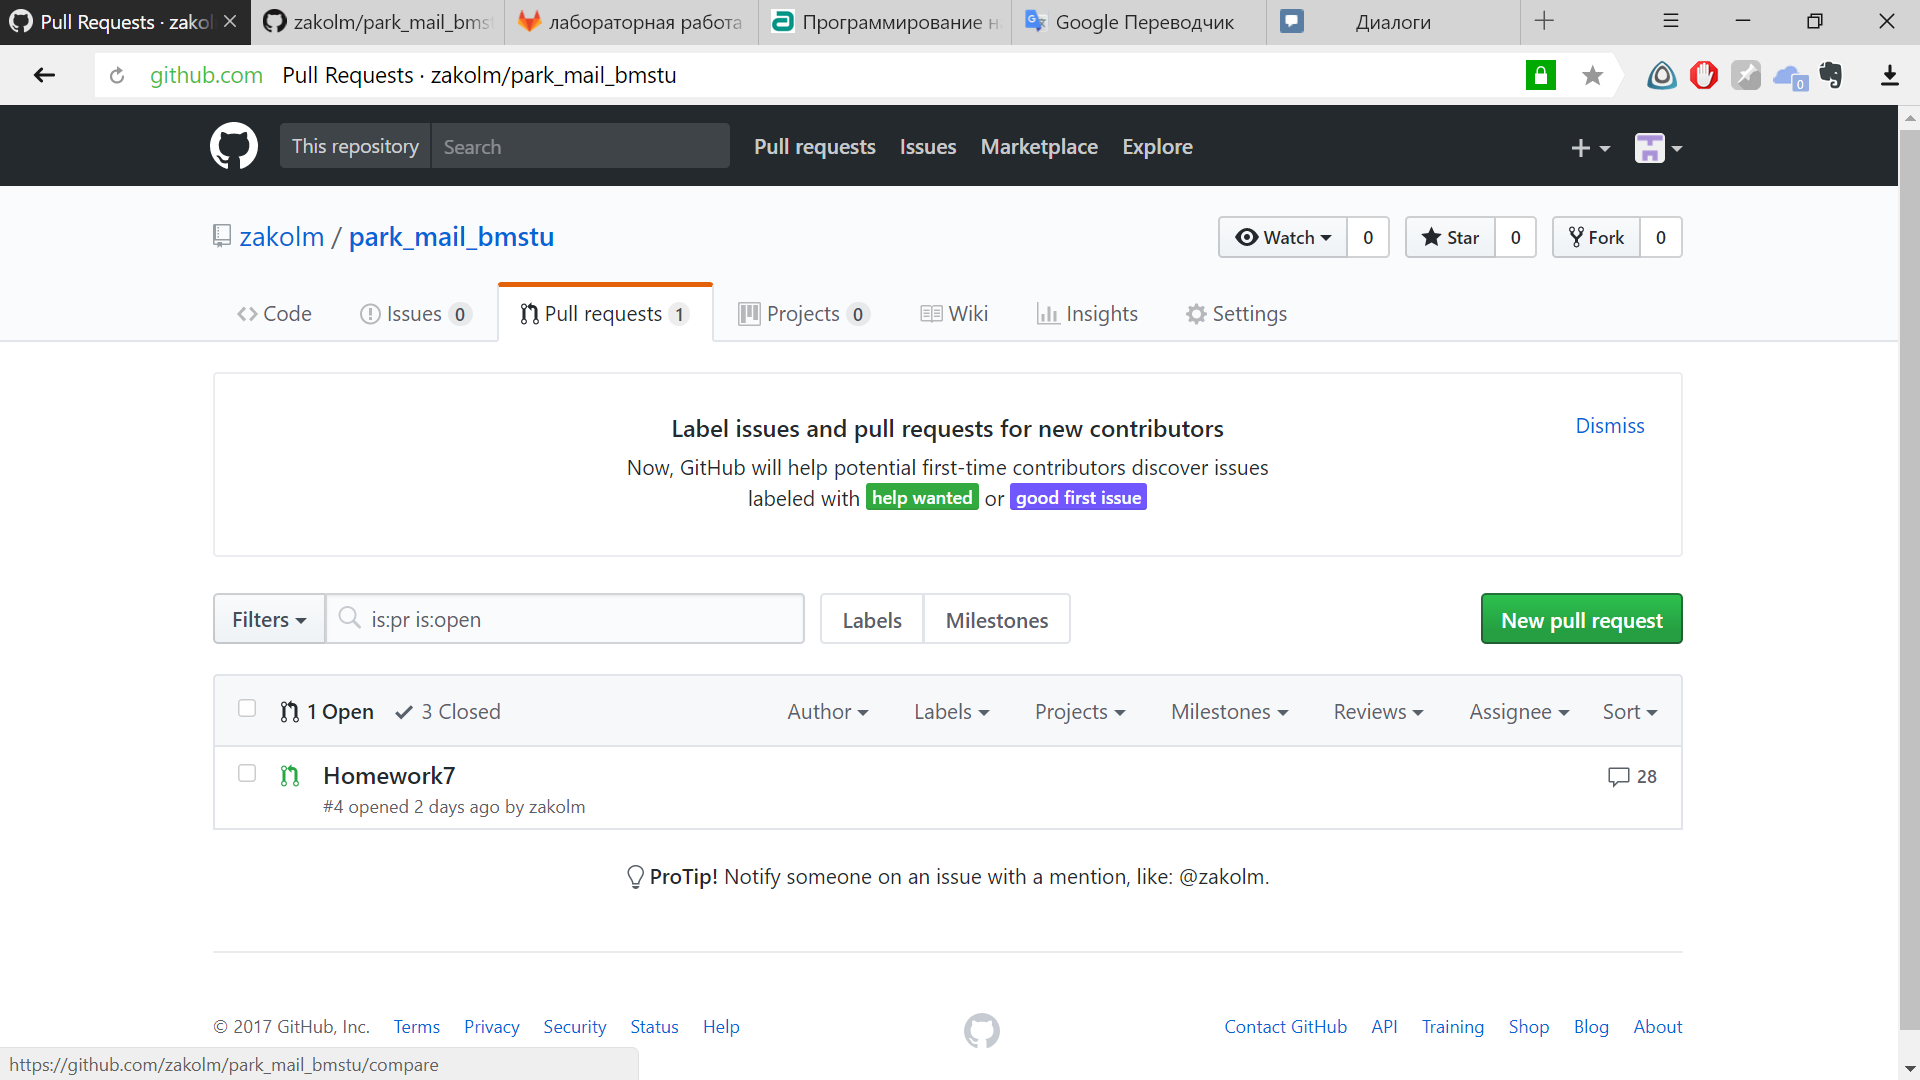 Pull Requests · zakol
zakolm/park_mail_bmst
лабораторная работа
Программирование н
Google Переводчик
Диалоги
github.com Pull Requests · zakolm/park_mail_bmstu
0
This repository Search Pull requests Issues Marketplace Explore
zakolm / park_mail_bmstu
Watch 0 Star 0 Fork 0
Code Issues 0 Pull requests 1 Projects 0 Wiki Insights Settings
Label issues and pull requests for new contributors
Dismiss
Now, GitHub will help potential first-time contributors discover issues
labeled with help wanted or good first issue
Filters is:pr is:open Labels Milestones New pull request
1 Open 3 Closed Author Labels Projects Milestones Reviews Assignee Sort
Homework7 28
#4 opened 2 days ago by zakolm
ProTip! Notify someone on an issue with a mention, like: @zakolm.
© 2017 GitHub, Inc. Terms Privacy Security Status Help Contact GitHub API Training Shop Blog About
https://github.com/zakolm/park_mail_bmstu/compare